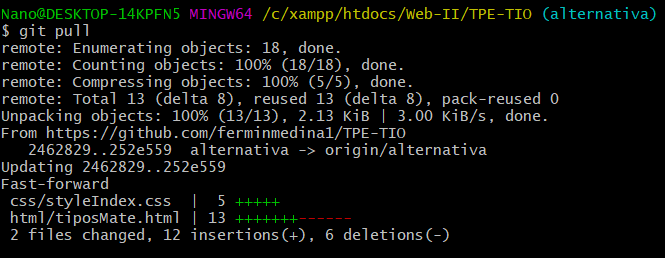 Nano@DESKTOP-14KPFN5 MINGW64 /c/xampp/htdocs/Web-II/TPE-TIO (alternativa)
$ git pull
remote: Enumerating objects: 18, done.
remote: Counting objects: 100% (18/18), done.
remote: Compressing objects: 100% (5/5), done.
remote: Total 13 (delta 8), reused 13 (delta 8), pack-reused 0
Unpacking objects: 100% (13/13), 2.13 KiB | 3.00 KiB/s, done.
From https://github.com/ferminmedina1/TPE-TIO
   2462829..252e559  alternativa -> origin/alternativa
Updating 2462829..252e559
Fast-forward
 css/styleIndex.css  |  5 +++++
 html/tiposMate.html | 13 +++++++------
 2 files changed, 12 insertions(+), 6 deletions(-)